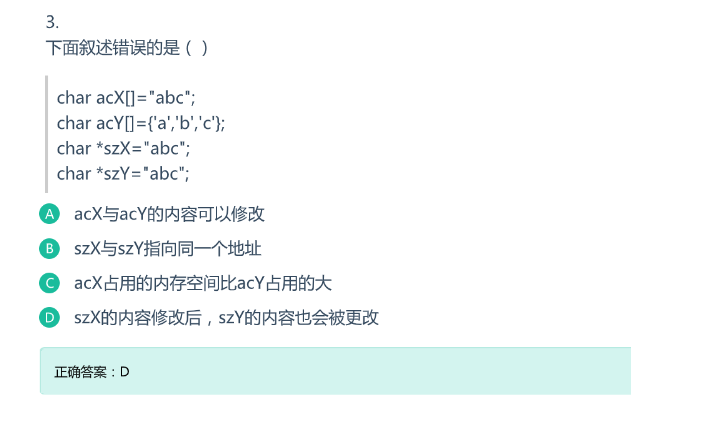 3.
下面叙述错误的是（ ）
char acX[]="abc";
char acY[]={'a','b','c'};
char *szX="abc";
char *szY="abc";
A acX与acY的内容可以修改
B szX与szY指向同一个地址
C acX占用的内存空间比acY占用的大
D szX的内容修改后，szY的内容也会被更改
正确答案：D